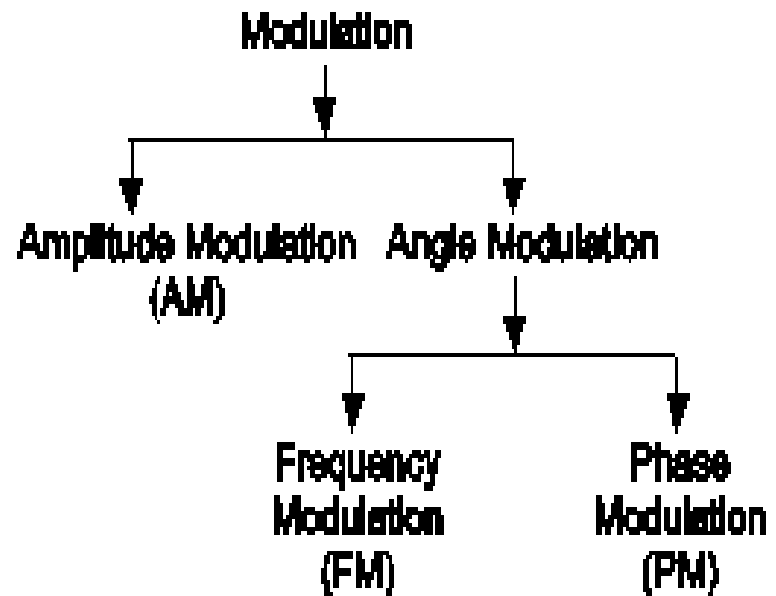 Modulation
Amplitude Modulation
(AM)
Angle Modulation
Frequency
Modulation
(FM)
Phase
Modulation
(PM)